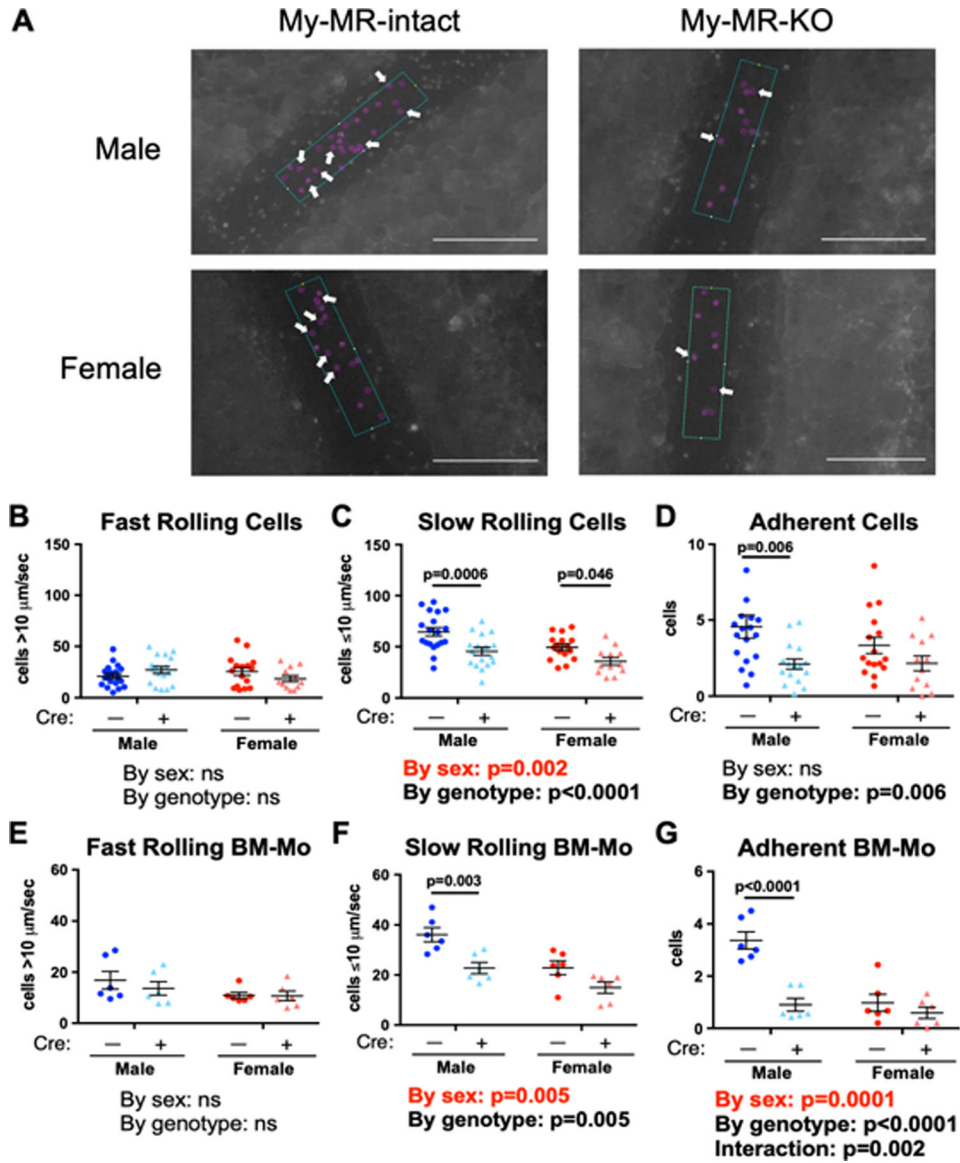 A
My-MR-intact
My-MR-KO
Male
Female
B
Fast Rolling Cells
cells >10 μm/sec
150
100
50
0
Cre:
—
+
—
+
Male
Female
By sex: ns
By genotype: ns
C
Slow Rolling Cells
cells ≤10 μm/sec
150
100
50
0
p=0.0006
p=0.046
—
+
—
+
Male
Female
By sex: p=0.002
By genotype: p<0.0001
D
Adherent Cells
cells
10
5
0
p=0.006
—
+
—
+
Male
Female
By sex: ns
By genotype: p=0.006
E
Fast Rolling BM-Mo
cells >10 μm/sec
60
40
20
0
Cre:
—
+
—
+
Male
Female
By sex: ns
By genotype: ns
F
Slow Rolling BM-Mo
cells ≤10 μm/sec
60
40
20
0
p=0.003
—
+
—
+
Male
Female
By sex: p=0.005
By genotype: p=0.005
G
Adherent BM-Mo
cells
6
4
2
0
p<0.0001
—
+
—
+
Male
Female
By sex: p=0.0001
By genotype: p<0.0001
Interaction: p=0.002